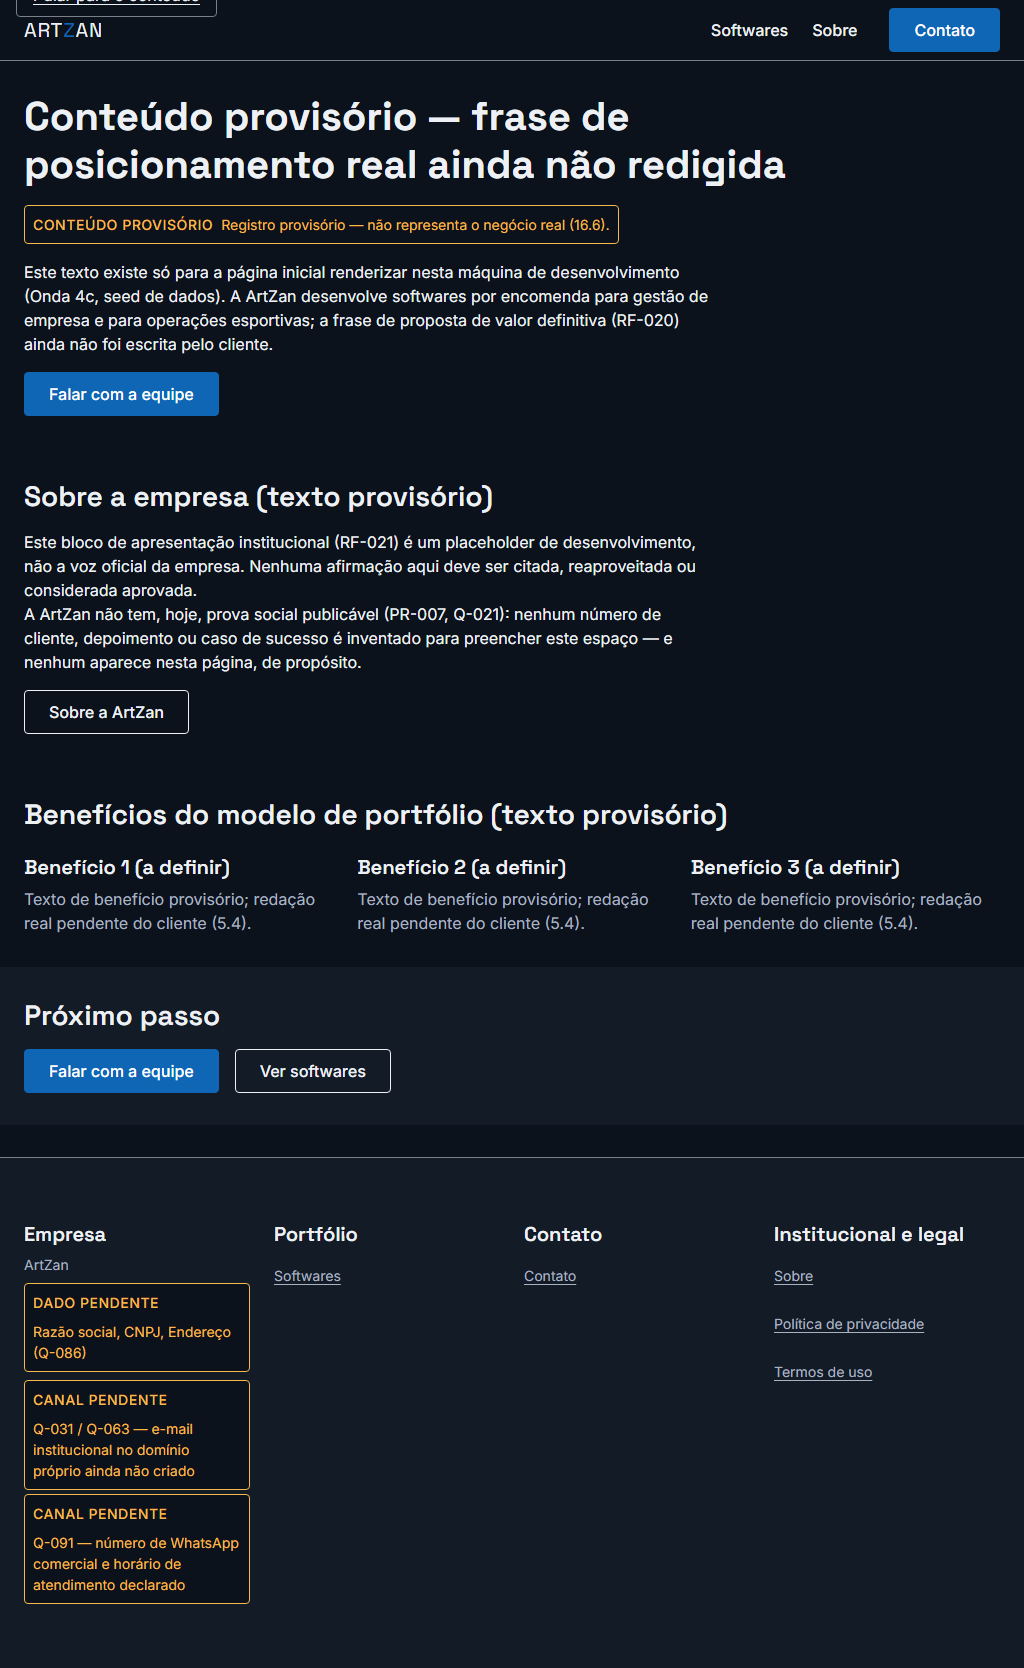 Pular para o conteúdo
ARTZAN
Softwares
Sobre
Contato
Conteúdo provisório — frase de
posicionamento real ainda não redigida
CONTEÚDO PROVISÓRIO Registro provisório — não representa o negócio real (16.6).
Este texto existe só para a página inicial renderizar nesta máquina de desenvolvimento
(Onda 4c, seed de dados). A ArtZan desenvolve softwares por encomenda para gestão de
empresa e para operações esportivas; a frase de proposta de valor definitiva (RF-020)
ainda não foi escrita pelo cliente.
Falar com a equipe
Sobre a empresa (texto provisório)
Este bloco de apresentação institucional (RF-021) é um placeholder de desenvolvimento,
não a voz oficial da empresa. Nenhuma afirmação aqui deve ser citada, reaproveitada ou
considerada aprovada.
A ArtZan não tem, hoje, prova social publicável (PR-007, Q-021): nenhum número de
cliente, depoimento ou caso de sucesso é inventado para preencher este espaço — e
nenhum aparece nesta página, de propósito.
Sobre a ArtZan
Benefícios do modelo de portfólio (texto provisório)
Benefício 1 (a definir)
Texto de benefício provisório; redação
real pendente do cliente (5.4).
Benefício 2 (a definir)
Texto de benefício provisório; redação
real pendente do cliente (5.4).
Benefício 3 (a definir)
Texto de benefício provisório; redação
real pendente do cliente (5.4).
Próximo passo
Falar com a equipe
Ver softwares
Empresa
ArtZan
DADO PENDENTE
Razão social, CNPJ, Endereço
(Q-086)
CANAL PENDENTE
Q-031 / Q-063 — e-mail
institucional no domínio
próprio ainda não criado
CANAL PENDENTE
Q-091 — número de WhatsApp
comercial e horário de
atendimento declarado
Portfólio
Softwares
Contato
Contato
Institucional e legal
Sobre
Política de privacidade
Termos de uso